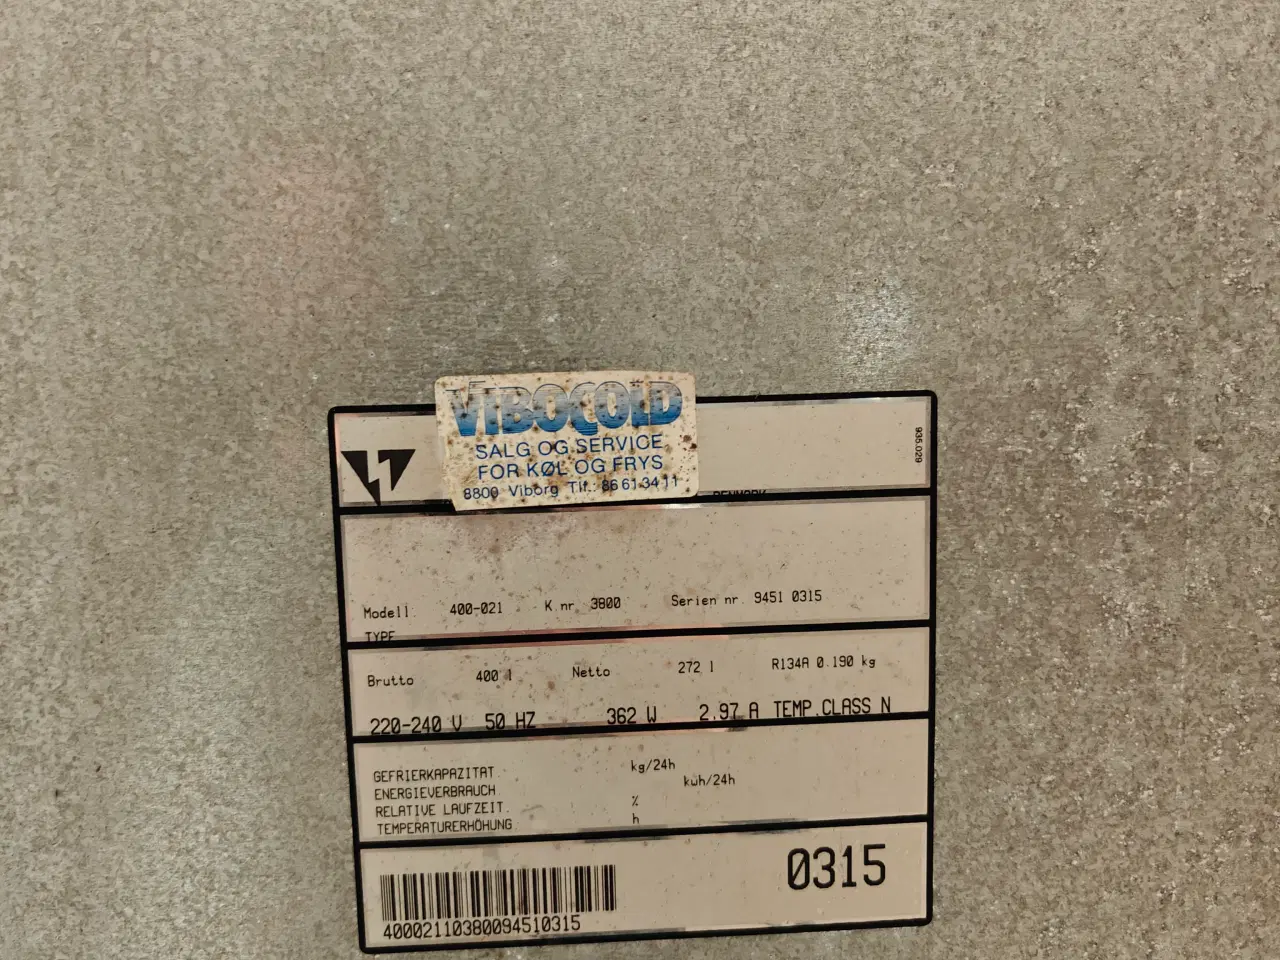 VIBOCOLD
SALG OG SERVICE
FOR KØL OG FRYS
8800 Viborg Tlf.: 86 61 34 11
935.029
DENMARK
Modell 400-021 K.nr. 3800 Serien nr. 9451 0315
TYPE
Brutto 400 l Netto 272 l R134A 0.190 kg
220-240 V 50 HZ 362 W 2.97 A TEMP.CLASS N
GEFRIERKAPAZITAT kg/24h
ENERGIEVERBRAUCH kwh/24h
RELATIVE LAUFZEIT. %
TEMPERATURERHÖHUNG h
0315
40002110380094510315